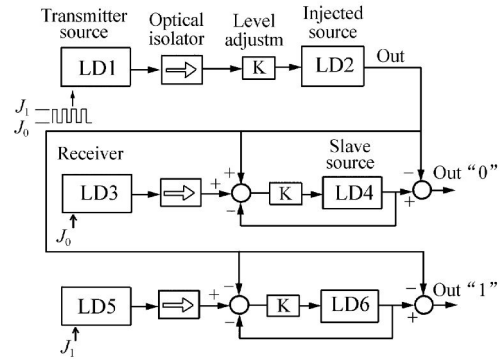 Transmitter source
Optical isolator
Level adjustm
Injected source
LD1
K
LD2
Out
J1
J0
Receiver
Slave source
LD3
+
+
−
K
LD4
−
+
Out “0”
J0
LD5
−
+
−
K
LD6
−
+
Out “1”
J1